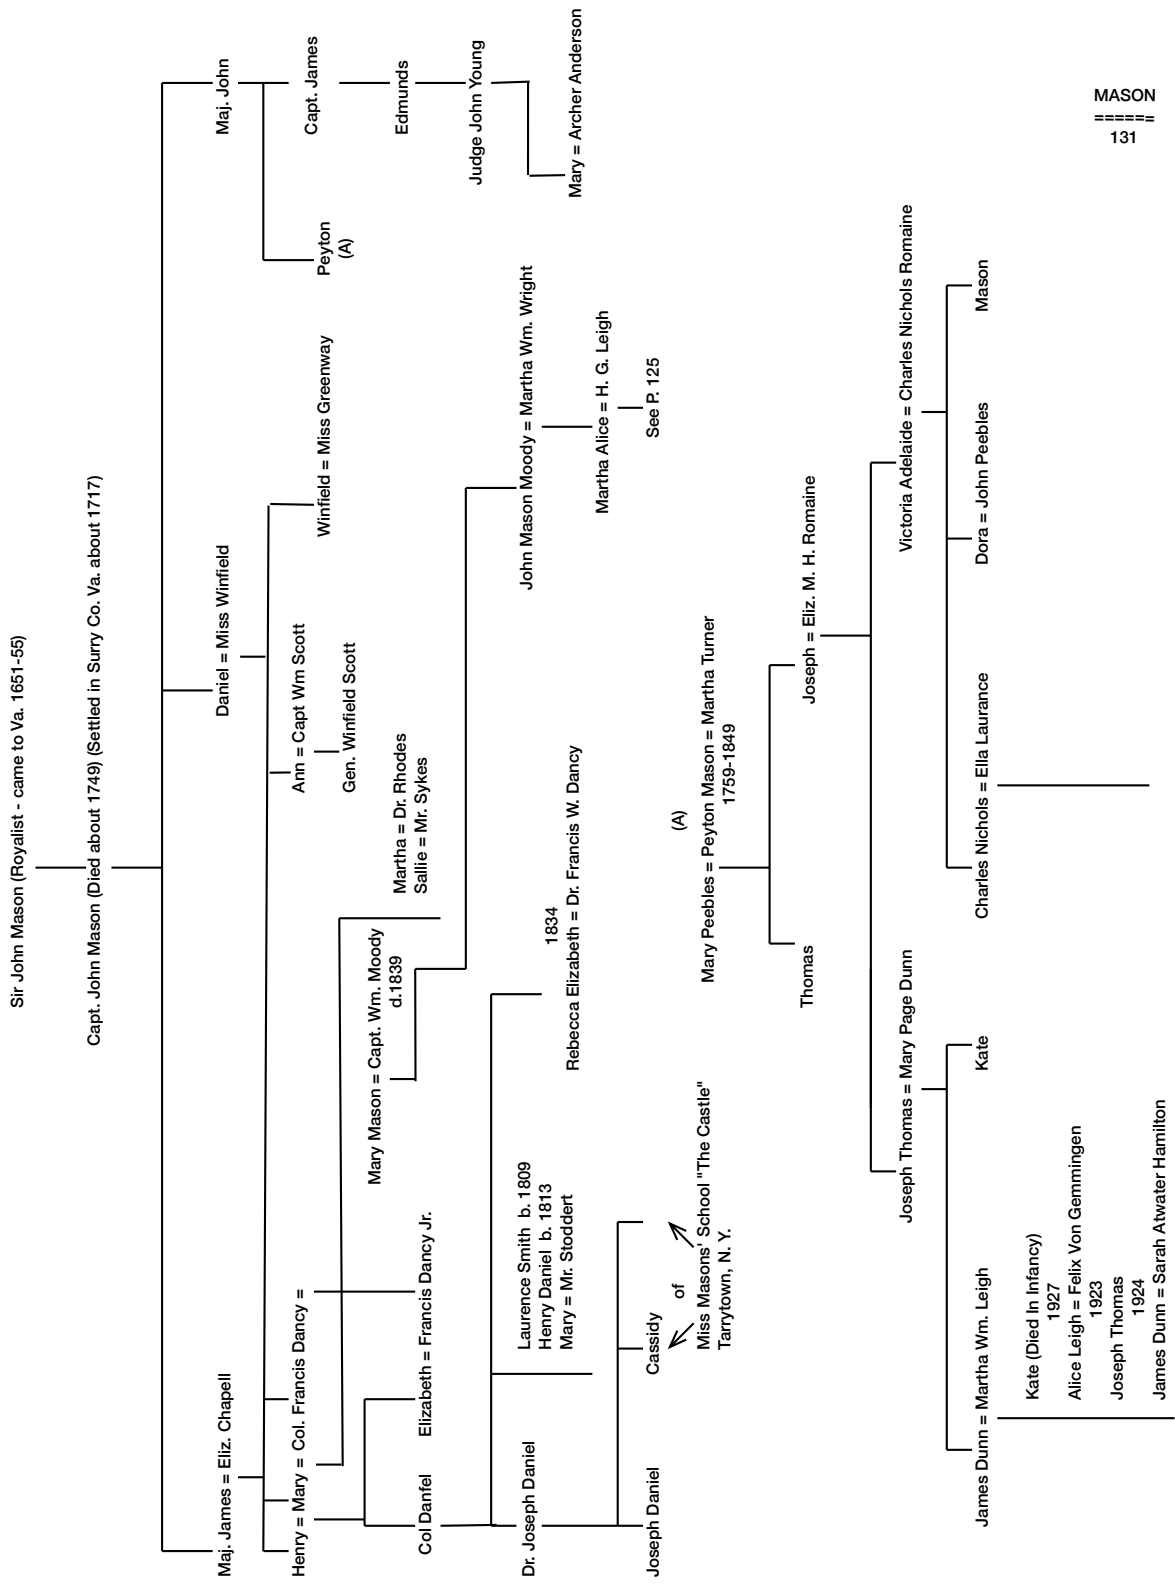 Sir John Mason (Royalist - came to Va. 1651-55)
Capt. John Mason (Died about 1749) (Settled in Surry Co. Va. about 1717)
Maj. James = Eliz. Chapell
Daniel = Miss Winfield
Maj. John
Henry = Mary = Col. Francis Dancy =
Ann = Capt Wm Scott
Winfield = Miss Greenway
Peyton
(A)
Capt. James
Gen. Winfield Scott
Mary Mason = Capt. Wm. Moody
d.1839
Martha = Dr. Rhodes
Sallie = Mr. Sykes
Edmunds
Col Danfel
Elizabeth = Francis Dancy Jr.
Judge John Young
Dr. Joseph Daniel
Laurence Smith b. 1809
Henry Daniel b. 1813
Mary = Mr. Stoddert
1834
Rebecca Elizabeth = Dr. Francis W. Dancy
John Mason Moody = Martha Wm. Wright
Mary = Archer Anderson
Martha Alice = H. G. Leigh
See P. 125
Joseph Daniel
Cassidy
of
Miss Masons' School "The Castle"
Tarrytown, N. Y.
(A)
Mary Peebles = Peyton Mason = Martha Turner
1759-1849
Thomas
Joseph = Eliz. M. H. Romaine
Joseph Thomas = Mary Page Dunn
Victoria Adelaide = Charles Nichols Romaine
James Dunn = Martha Wm. Leigh
Kate
Charles Nichols = Ella Laurance
Dora = John Peebles
Mason
Kate (Died In Infancy)
1927
Alice Leigh = Felix Von Gemmingen
1923
Joseph Thomas
1924
James Dunn = Sarah Atwater Hamilton
MASON
======
131